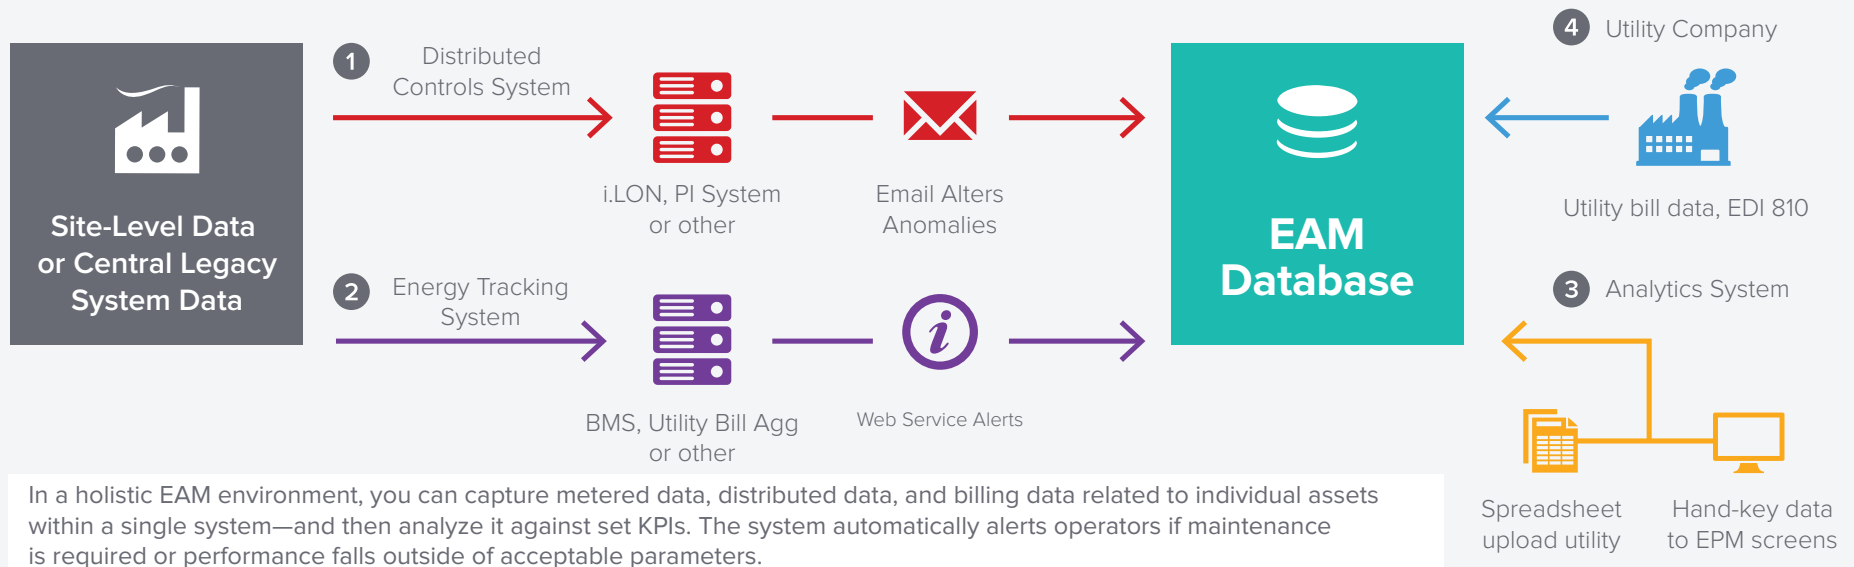 Site-Level Data
or Central Legacy
System Data
1
Distributed
Controls System
i.LON, PI System
or other
Email Alters
Anomalies
2
Energy Tracking
System
BMS, Utility Bill Agg
or other
Web Service Alerts
EAM
Database
4
Utility Company
Utility bill data, EDI 810
3
Analytics System
Spreadsheet
upload utility
Hand-key data
to EPM screens
In a holistic EAM environment, you can capture metered data, distributed data, and billing data related to individual assets
within a single system—and then analyze it against set KPIs. The system automatically alerts operators if maintenance
is required or performance falls outside of acceptable parameters.